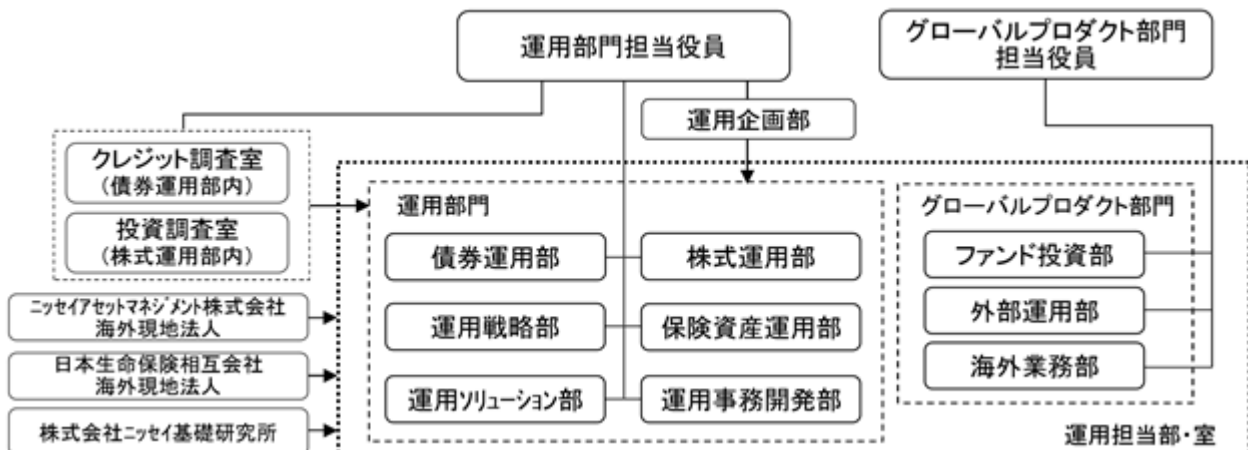 運用部門担当役員
グローバルプロダクト部門
担当役員
運用企画部
クレジット調査室
(債券運用部内)
投資調査室
(株式運用部内)
ニッセイアセットマネジメント株式会社
海外現地法人
日本生命保険相互会社
海外現地法人
株式会社ニッセイ基礎研究所
運用部門
債券運用部
株式運用部
運用戦略部
保険資産運用部
運用ソリューション部
運用事務開発部
グローバルプロダクト部門
ファンド投資部
外部運用部
海外業務部
運用担当部・室